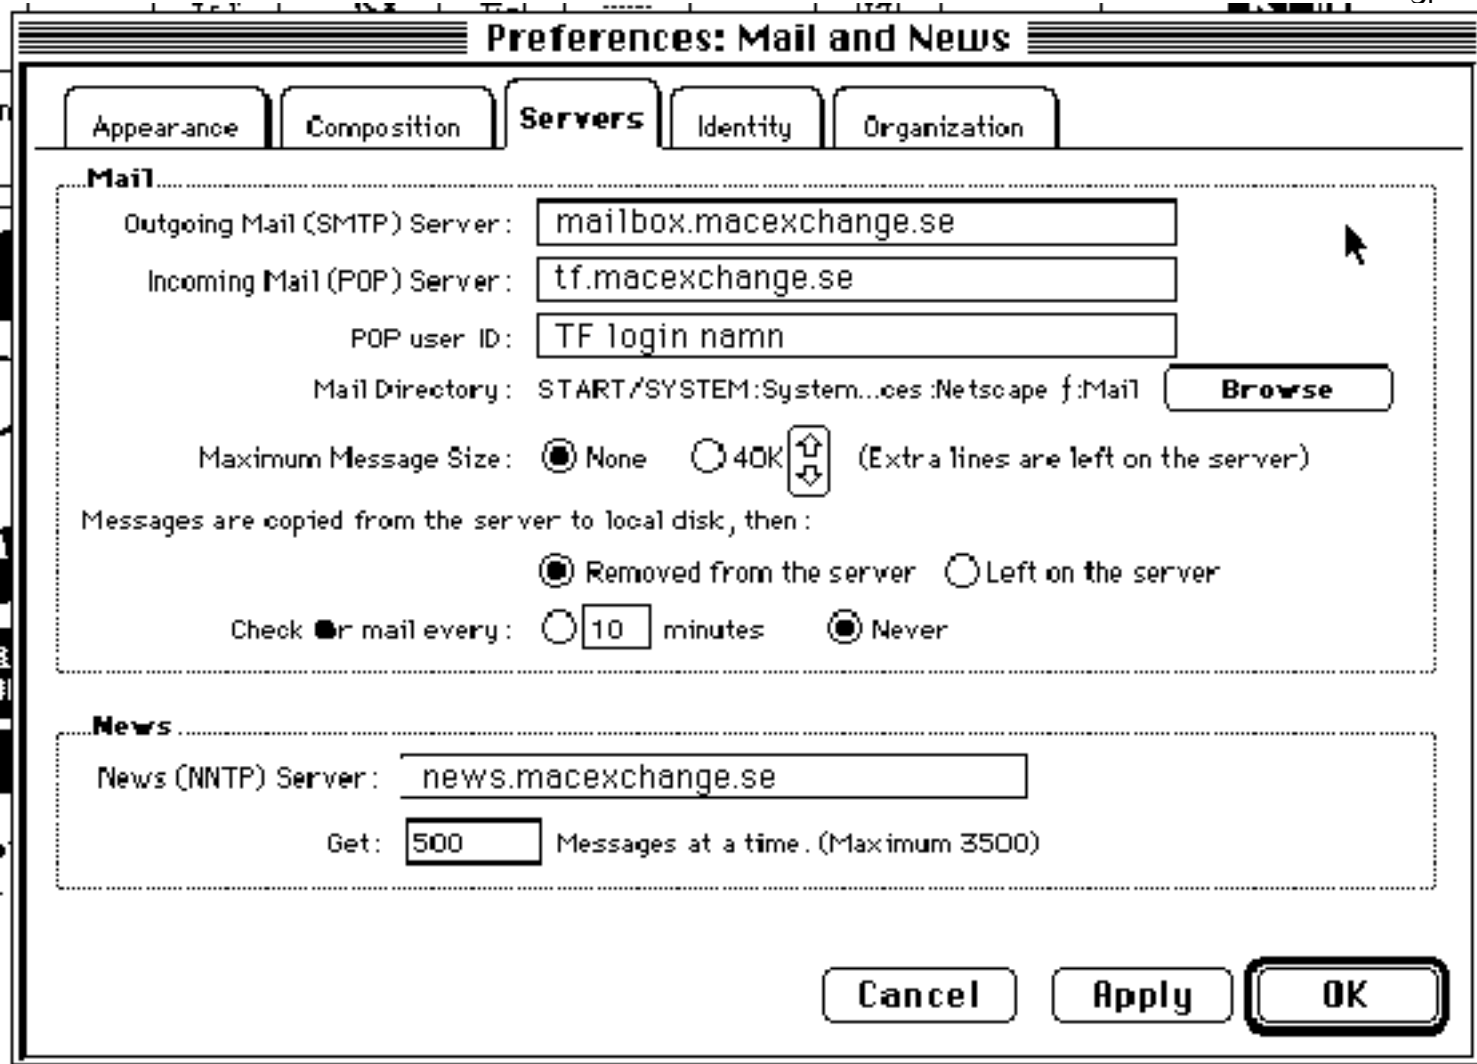 Preferences: Mail and News
Appearance Composition Servers Identity Organization
Mail
Outgoing Mail (SMTP) Server: mailbox.macexchange.se
Incoming Mail (POP) Server: tf.macexchange.se
POP user ID: TF login namn
Mail Directory: START/SYSTEM:System...ces:Netscape ƒ:Mail Browse
Maximum Message Size: None 40K (Extra lines are left on the server)
Messages are copied from the server to local disk, then:
Removed from the server Left on the server
Check mail every: 10 minutes Never
News
News (NNTP) Server: news.macexchange.se
Get: 500 Messages at a time. (Maximum 3500)
Cancel Apply OK